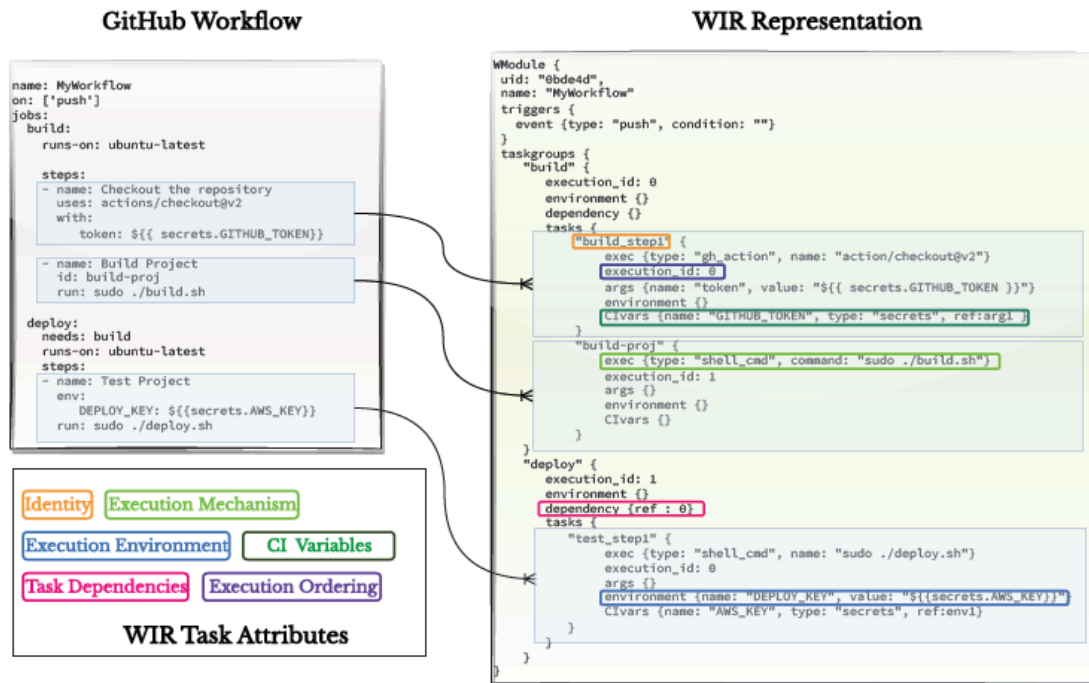 GitHub Workflow
name: MyWorkflow
on: ['push']
jobs:
build:
runs-on: ubuntu-latest
steps:
- name: Checkout the repository
uses: actions/checkout@v2
with:
token: ${{ secrets.GITHUB_TOKEN}}
- name: Build Project
id: build-proj
run: sudo ./build.sh
deploy:
needs: build
runs-on: ubuntu-latest
steps:
- name: Test Project
env:
DEPLOY_KEY: ${{secrets.AWS_KEY}}
run: sudo ./deploy.sh
Identity Execution Mechanism
Execution Environment CI Variables
Task Dependencies Execution Ordering
WIR Task Attributes
WIR Representation
WModule {
uid: "0bde4d",
name: "MyWorkflow"
triggers {
event {type: "push", condition: ""}
}
taskgroups {
"build" {
execution_id: 0
environment {}
dependency {}
tasks {
"build_step1" {
exec {type: "gh_action", name: "action/checkout@v2"}
execution_id: 0
args {name: "token", value: "${{ secrets.GITHUB_TOKEN }}"}
environment {}
CIvars {name: "GITHUB_TOKEN", type: "secrets", ref:arg1 }
}
"build-proj" {
exec {type: "shell_cmd", command: "sudo ./build.sh"}
execution_id: 1
args {}
environment {}
CIvars {}
}
}
"deploy" {
execution_id: 1
environment {}
dependency {ref : 0}
tasks {
"test_step1" {
exec {type: "shell_cmd", name: "sudo ./deploy.sh"}
execution_id: 0
args {}
environment {name: "DEPLOY_KEY", value: "${{secrets.AWS_KEY}}"
CIvars {name: "AWS_KEY", type: "secrets", ref:env1}
}
}
}
}